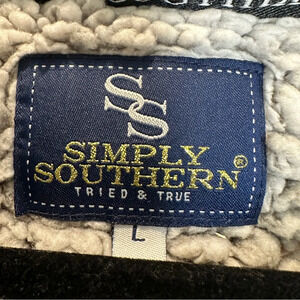 SS
SIMPLY
SOUTHERN®
TRIED & TRUE
L